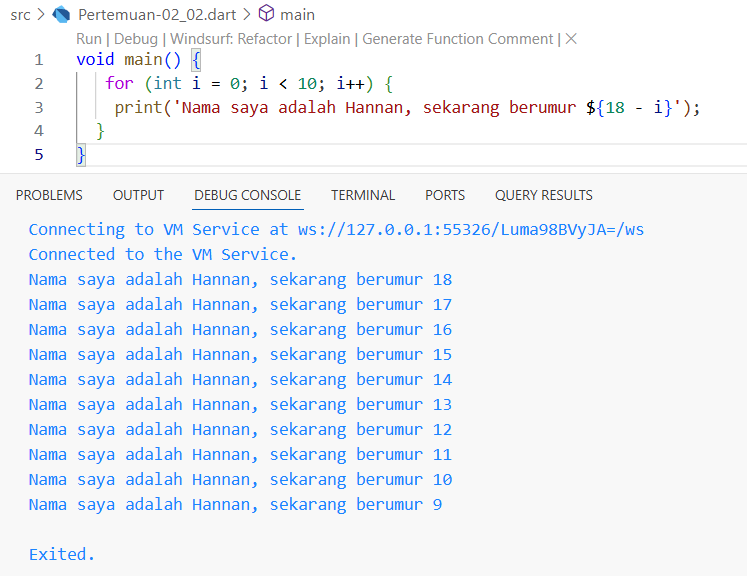 src > Pertemuan-02_02.dart > main
Run | Debug | Windsurf: Refactor | Explain | Generate Function Comment | ×
1 void main() {
2 for (int i = 0; i < 10; i++) {
3 print('Nama saya adalah Hannan, sekarang berumur ${18 - i}');
4 }
5 }
PROBLEMS OUTPUT DEBUG CONSOLE TERMINAL PORTS QUERY RESULTS
Connecting to VM Service at ws://127.0.0.1:55326/Luma98BVyJA=/ws
Connected to the VM Service.
Nama saya adalah Hannan, sekarang berumur 18
Nama saya adalah Hannan, sekarang berumur 17
Nama saya adalah Hannan, sekarang berumur 16
Nama saya adalah Hannan, sekarang berumur 15
Nama saya adalah Hannan, sekarang berumur 14
Nama saya adalah Hannan, sekarang berumur 13
Nama saya adalah Hannan, sekarang berumur 12
Nama saya adalah Hannan, sekarang berumur 11
Nama saya adalah Hannan, sekarang berumur 10
Nama saya adalah Hannan, sekarang berumur 9
Exited.